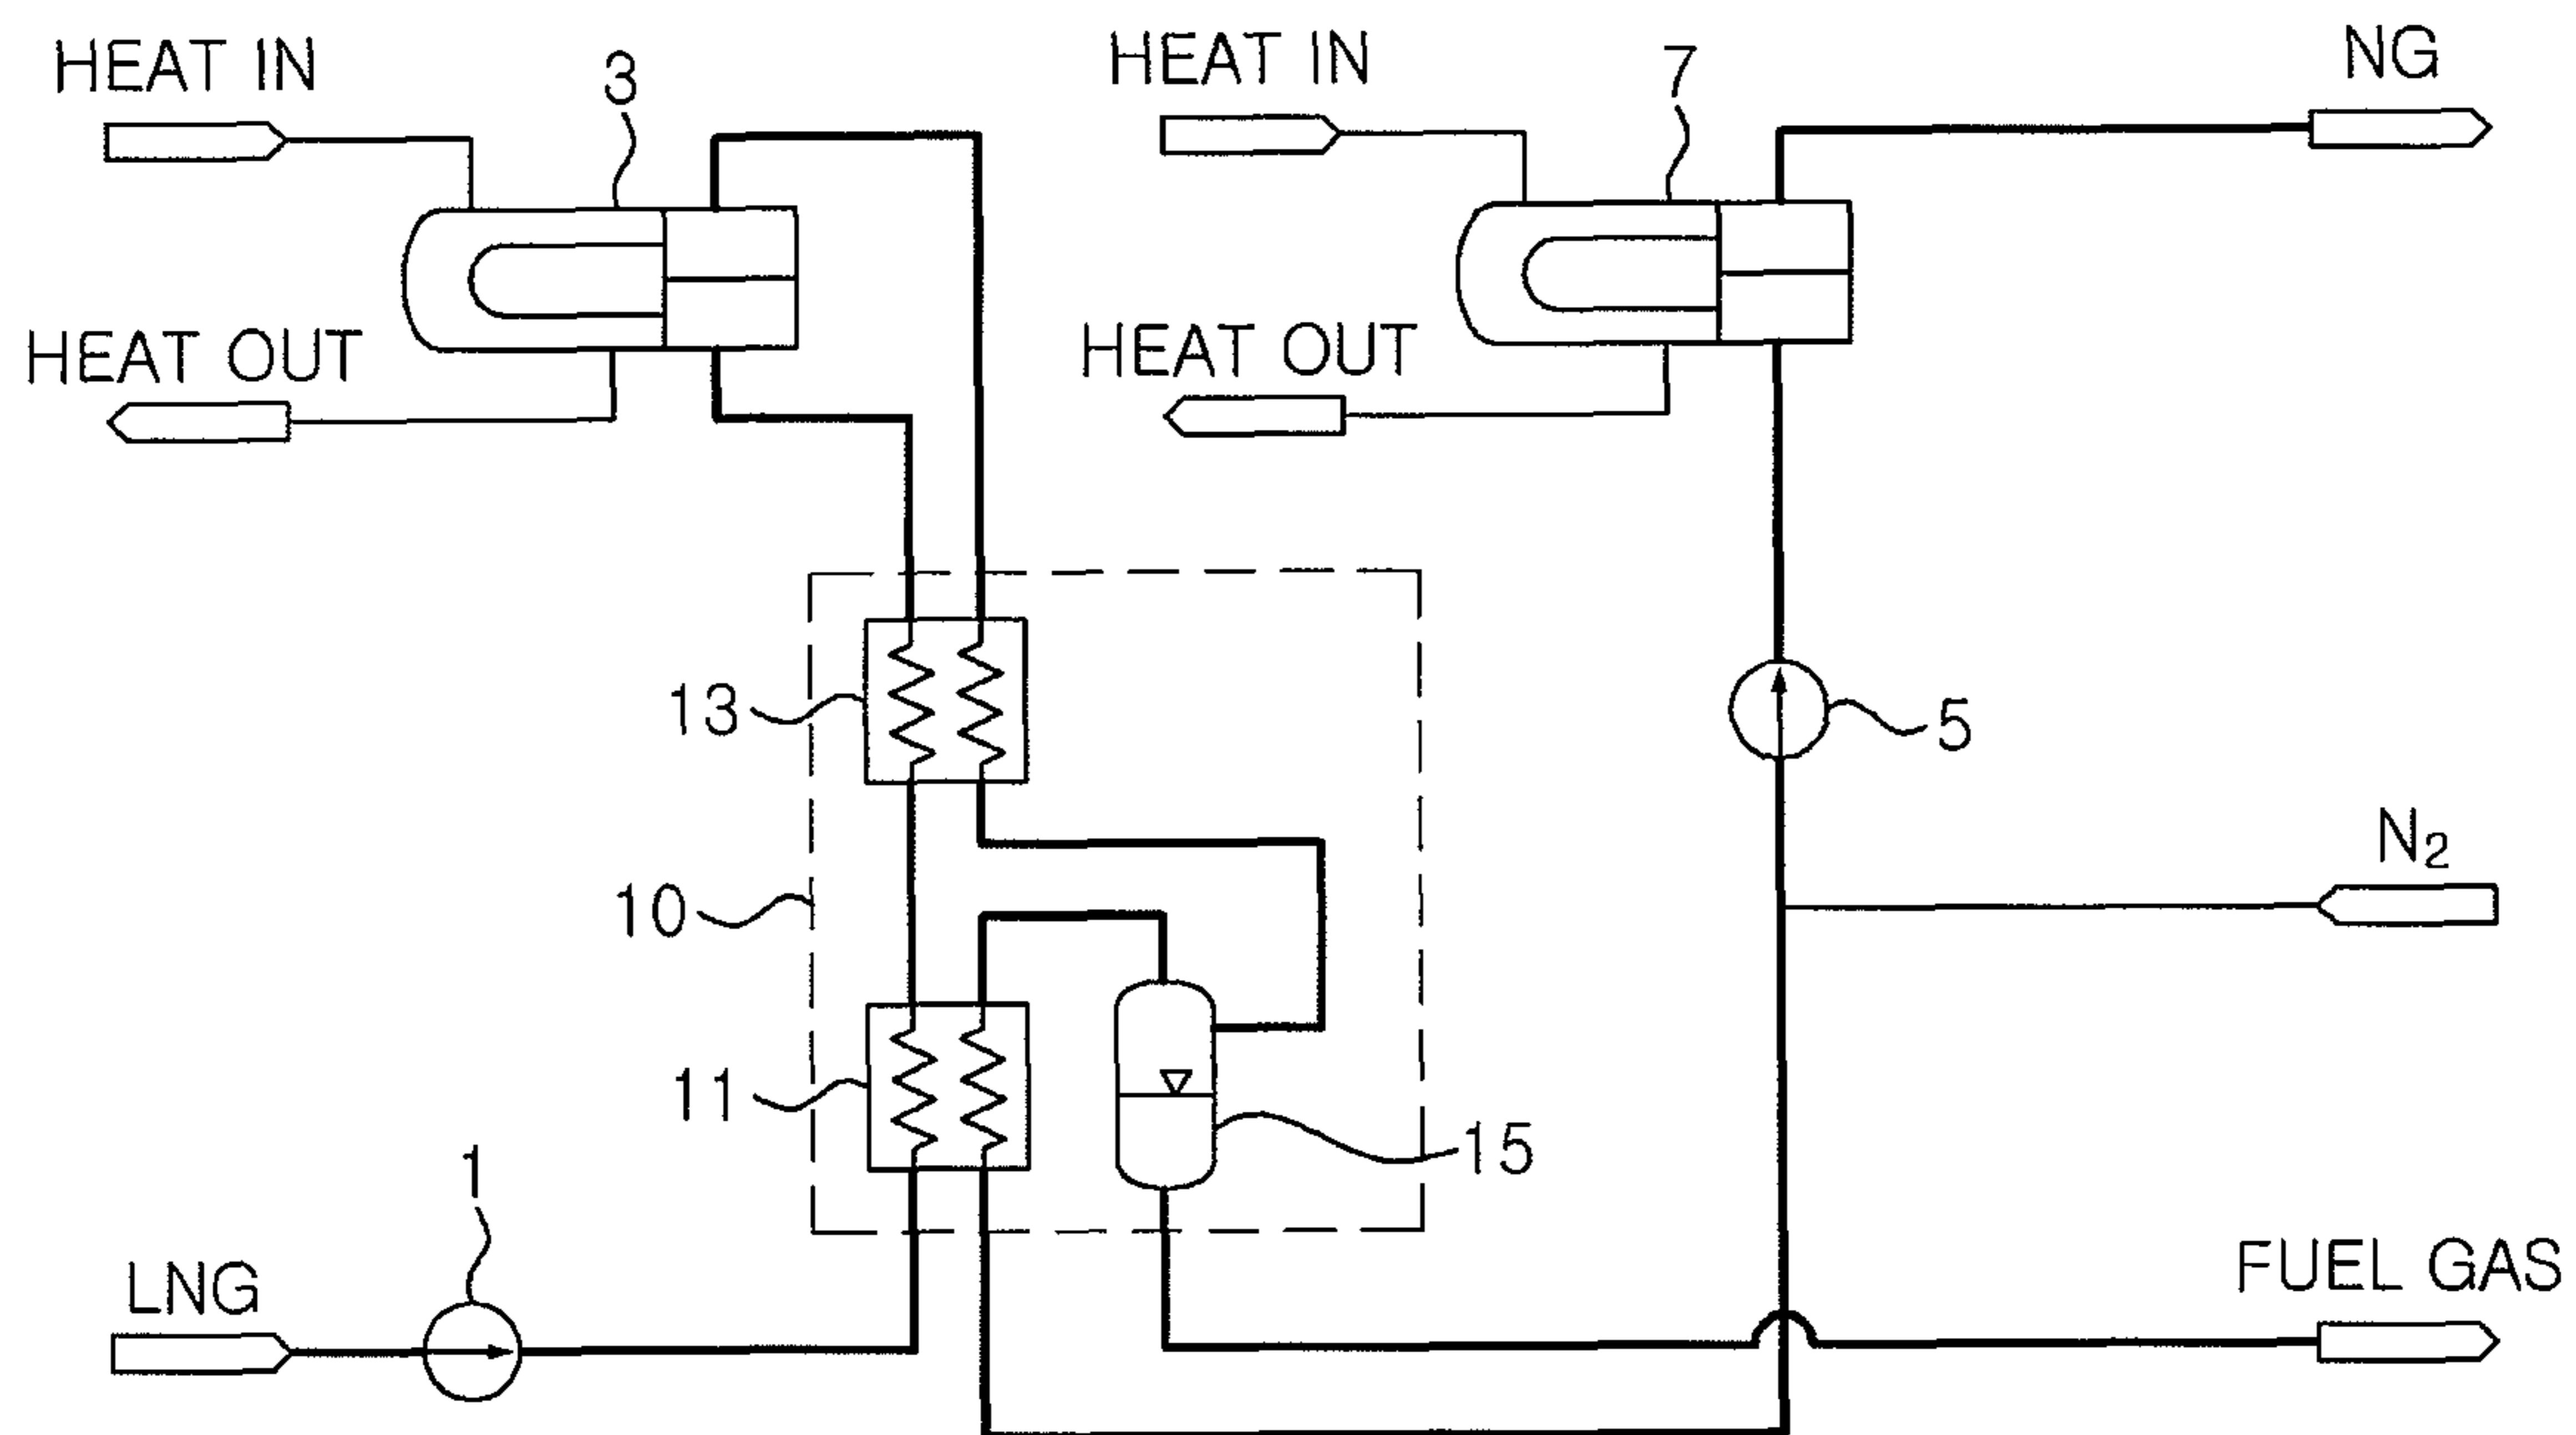 HEAT IN
3
HEAT IN
7
NG
HEAT OUT
HEAT OUT
13
5
N₂
10
11
15
1
LNG
FUEL GAS